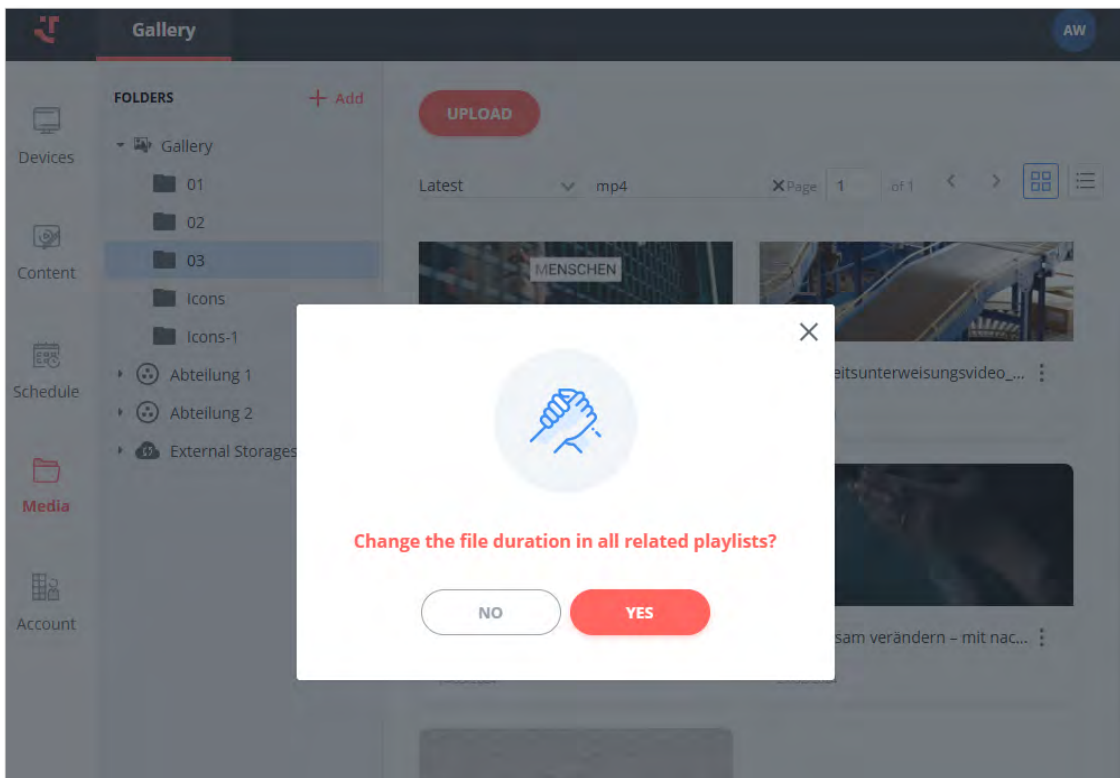 Gallery
AW
Devices
Content
Schedule
Media
Account
FOLDERS
+ Add
Gallery
01
02
03
Icons
Icons-1
Abteilung 1
Abteilung 2
External Storages
UPLOAD
Latest
mp4
Page 1 of 1
MENSCHEN
eitsunterweisungsvideo_...
Change the file duration in all related playlists?
NO
YES
sam verändern – mit nac...